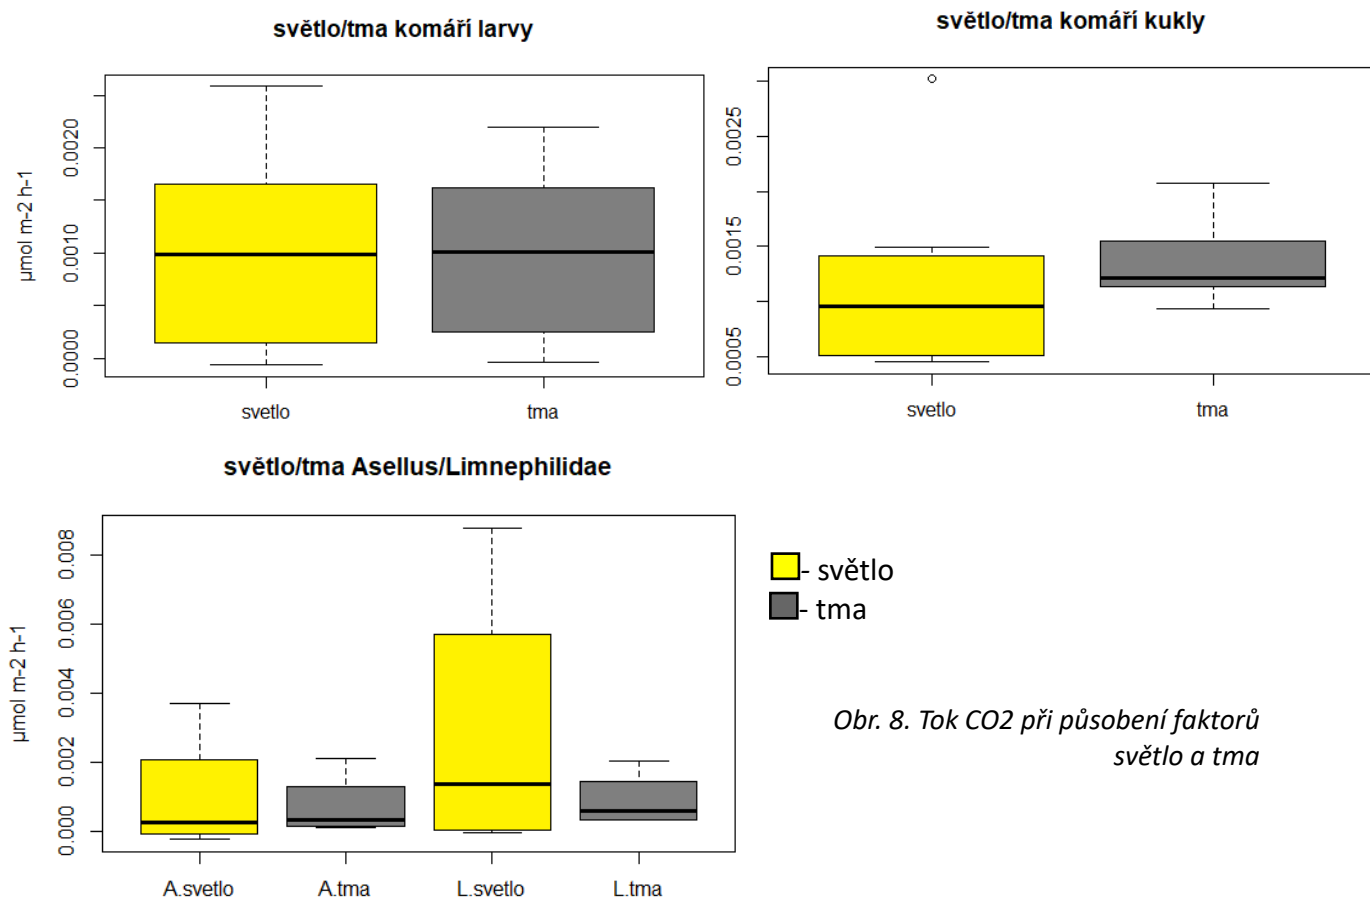 světlo/tma komáří larvy
µmol m-2 h-1
0.0000
0.0010
0.0020
svetlo
tma
světlo/tma komáří kukly
0.0005
0.0015
0.0025
svetlo
tma
světlo/tma Asellus/Limnephilidae
µmol m-2 h-1
0.000
0.002
0.004
0.006
0.008
A.svetlo
A.tma
L.svetlo
L.tma
- světlo
- tma
Obr. 8. Tok CO2 při působení faktorů
světlo a tma